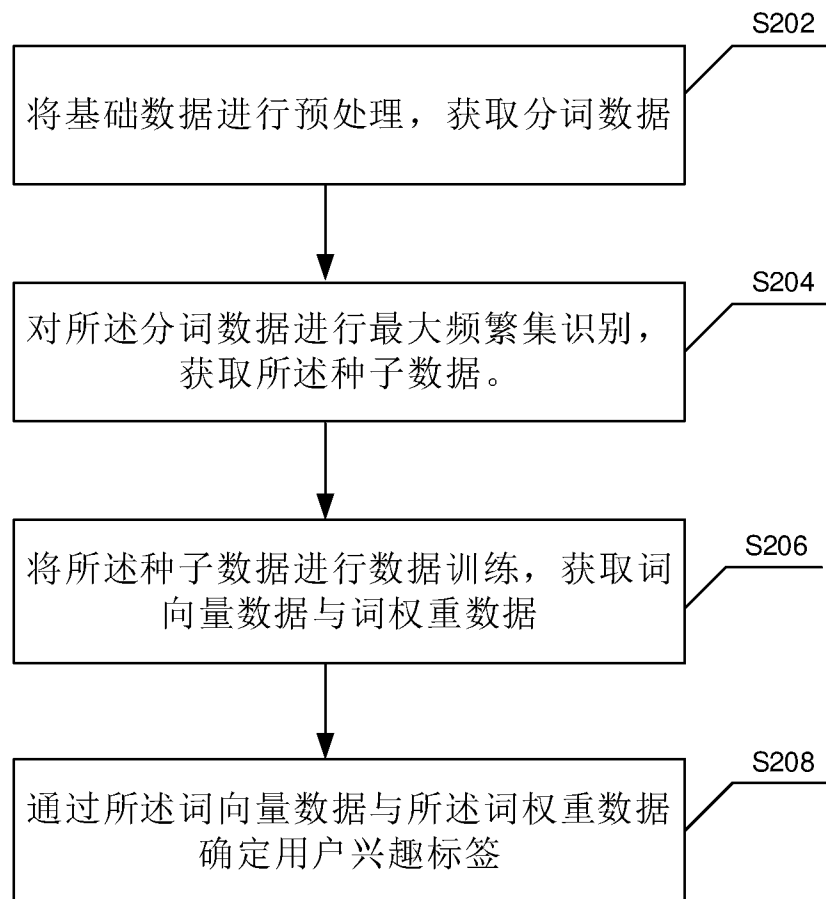 S202
将基础数据进行预处理，获取分词数据
S204
对所述分词数据进行最大频繁集识别，
获取所述种子数据。
S206
将所述种子数据进行数据训练，获取词
向量数据与词权重数据
S208
通过所述词向量数据与所述词权重数据
确定用户兴趣标签